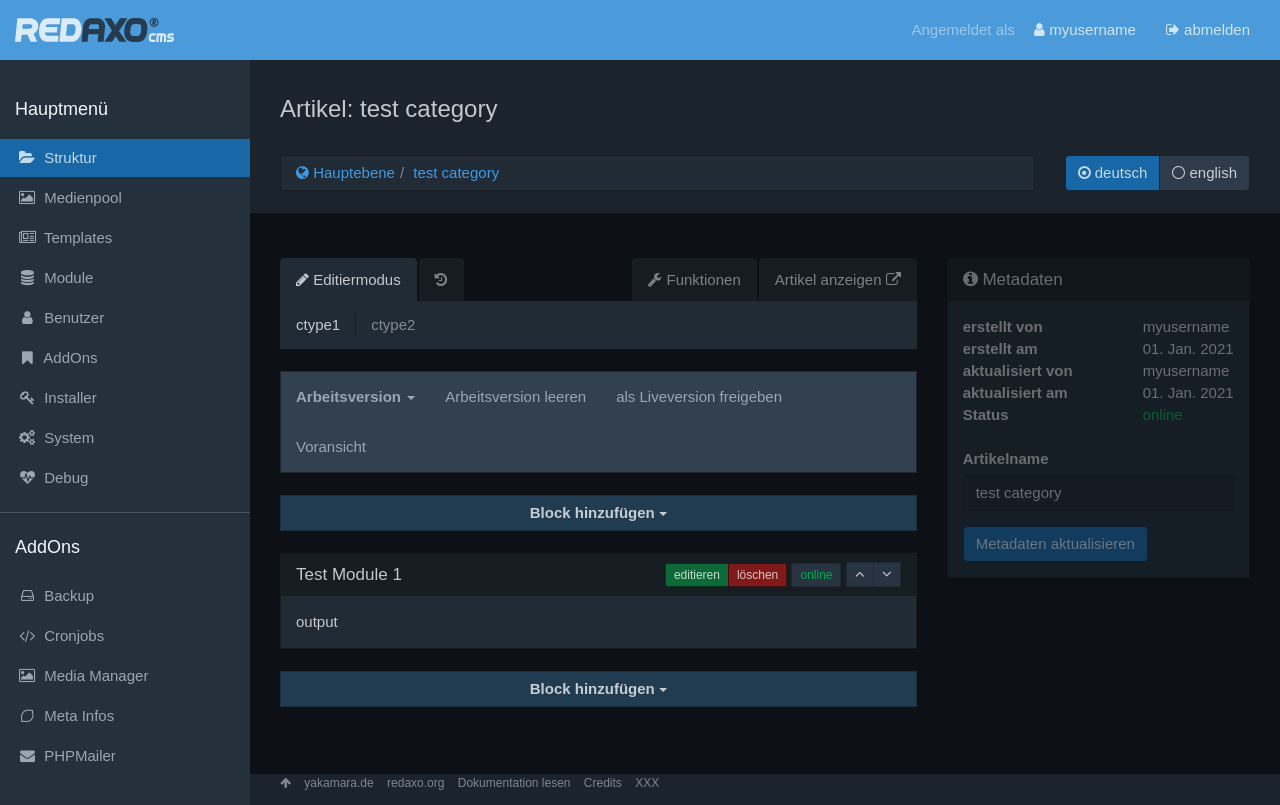 REDAXO® cms
Angemeldet als myusername abmelden
Hauptmenü
Struktur
Medienpool
Templates
Module
Benutzer
AddOns
Installer
System
Debug
AddOns
Backup
Cronjobs
Media Manager
Meta Infos
PHPMailer
Artikel: test category
Hauptebene / test category
deutsch english
Editiermodus
Funktionen Artikel anzeigen
ctype1 ctype2
Arbeitsversion Arbeitsversion leeren als Liveversion freigeben
Voransicht
Block hinzufügen
Test Module 1 editieren löschen online
output
Block hinzufügen
Metadaten
erstellt von myusername
erstellt am 01. Jan. 2021
aktualisiert von myusername
aktualisiert am 01. Jan. 2021
Status online
Artikelname
test category
Metadaten aktualisieren
yakamara.de redaxo.org Dokumentation lesen Credits XXX